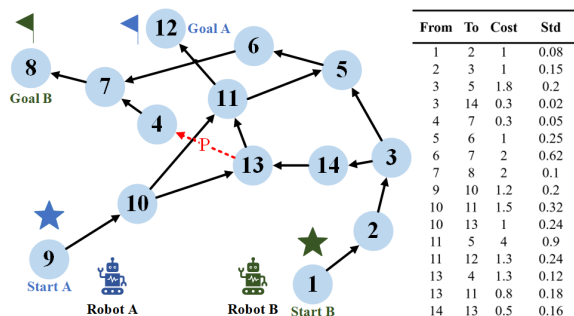 Goal A
12
6
8
Goal B
5
7
11
4
P
13
14
3
10
2
9
Start A
Robot A
Robot B
1
Start B
From To Cost Std
1 2 1 0.08
2 3 1 0.15
3 5 1.8 0.2
3 14 0.3 0.02
4 7 0.3 0.05
5 6 1 0.25
6 7 2 0.62
7 8 2 0.1
9 10 1.2 0.2
10 11 1.5 0.32
10 13 1 0.24
11 5 4 0.9
11 12 1.3 0.24
13 4 1.3 0.12
13 11 0.8 0.18
14 13 0.5 0.16